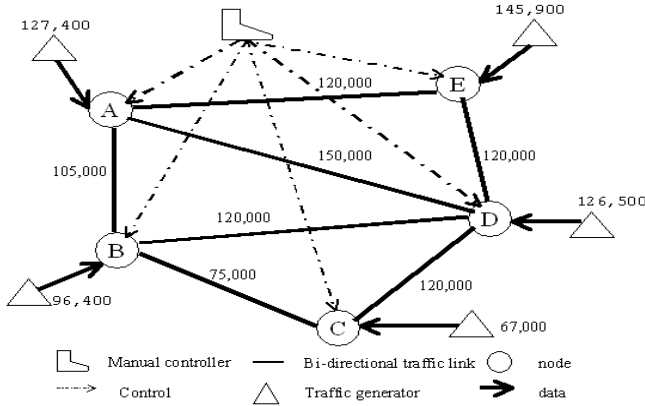 127,400
145,900
120,000
E
A
150,000
105,000
120,000
126,500
120,000
D
B
75,000
120,000
96,400
C
67,000
Manual controller
Bi-directional traffic link
node
Control
Traffic generator
data